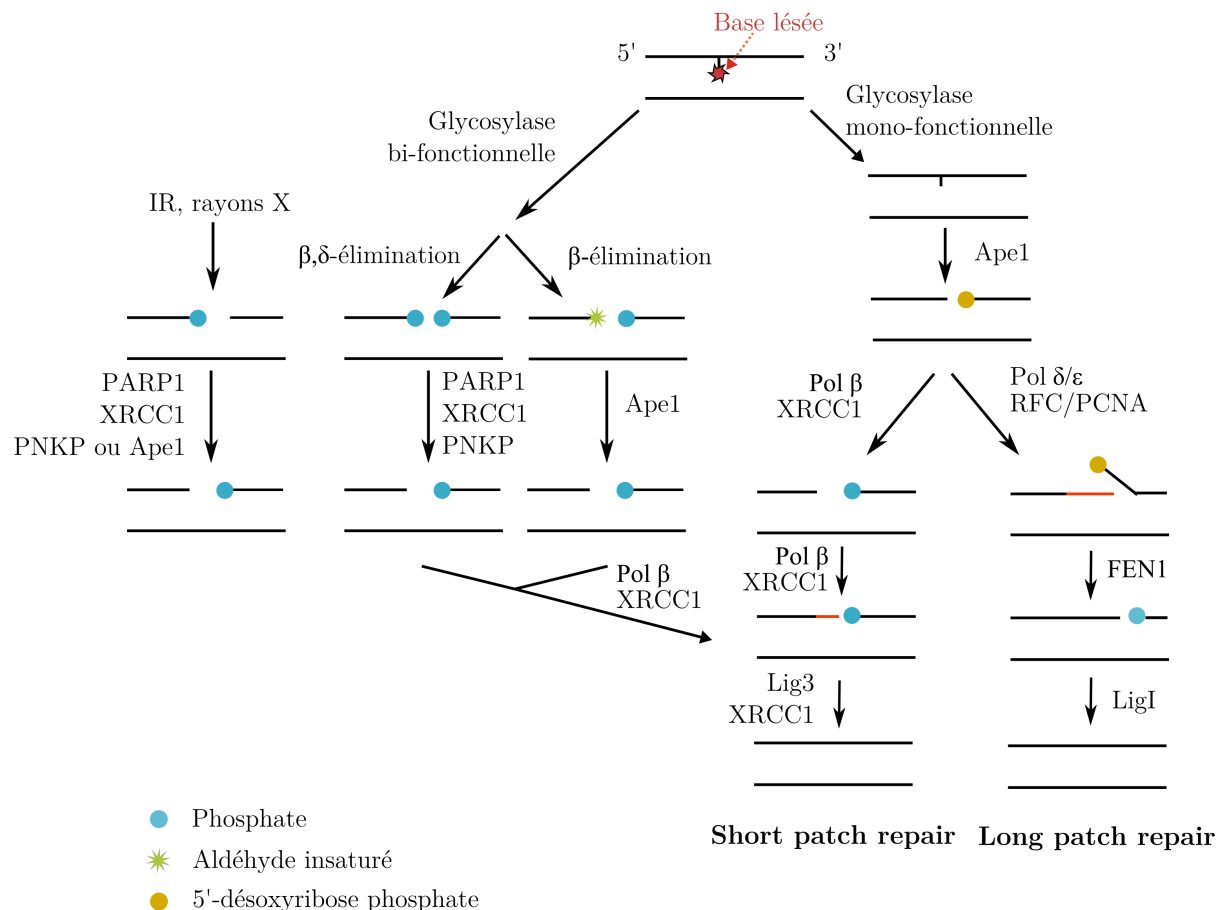 Base lésée
5'
3'
Glycosylase
bi-fonctionnelle
Glycosylase
mono-fonctionnelle
IR, rayons X
β,δ-élimination
β-élimination
Ape1
PARP1
XRCC1
PNKP ou Ape1
PARP1
XRCC1
PNKP
Ape1
Pol β
XRCC1
Pol δ/ε
RFC/PCNA
Pol β
XRCC1
Pol β
XRCC1
FEN1
Lig3
XRCC1
LigI
Short patch repair
Long patch repair
Phosphate
Aldéhyde insaturé
5'-désoxyribose phosphate